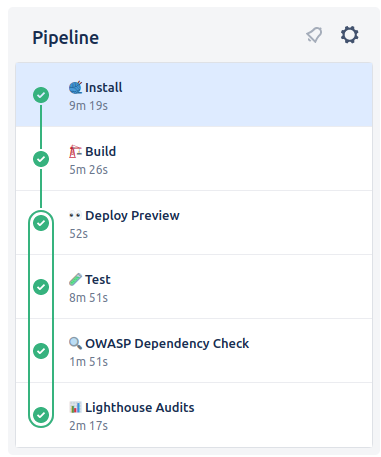 Pipeline
Install
9m 19s
Build
5m 26s
Deploy Preview
52s
Test
8m 51s
OWASP Dependency Check
1m 51s
Lighthouse Audits
2m 17s